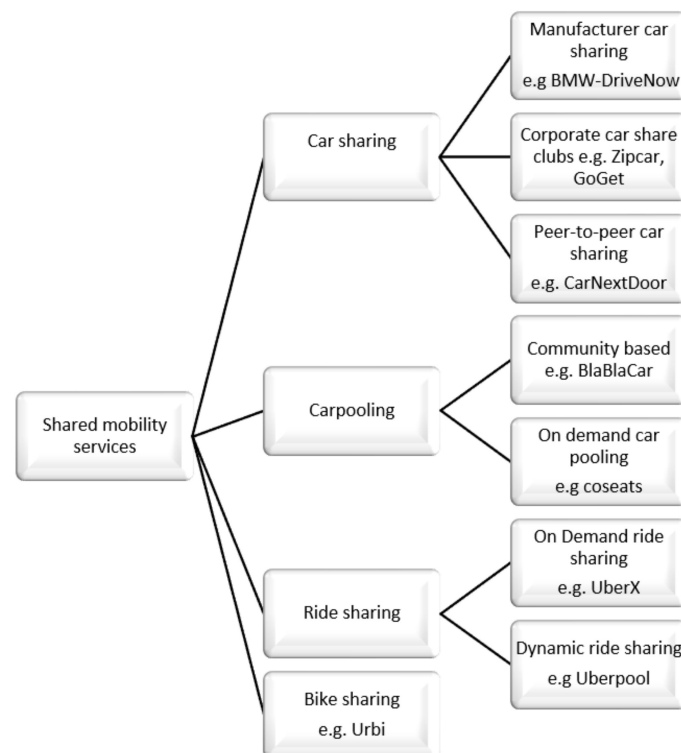 Shared mobility
services
Car sharing
Manufacturer car
sharing
e.g BMW-DriveNow
Corporate car share
clubs e.g. Zipcar,
GoGet
Peer-to-peer car
sharing
e.g. CarNextDoor
Carpooling
Community based
e.g. BlaBlaCar
On demand car
pooling
e.g coseats
Ride sharing
On Demand ride
sharing
e.g. UberX
Dynamic ride sharing
e.g Uberpool
Bike sharing
e.g. Urbi